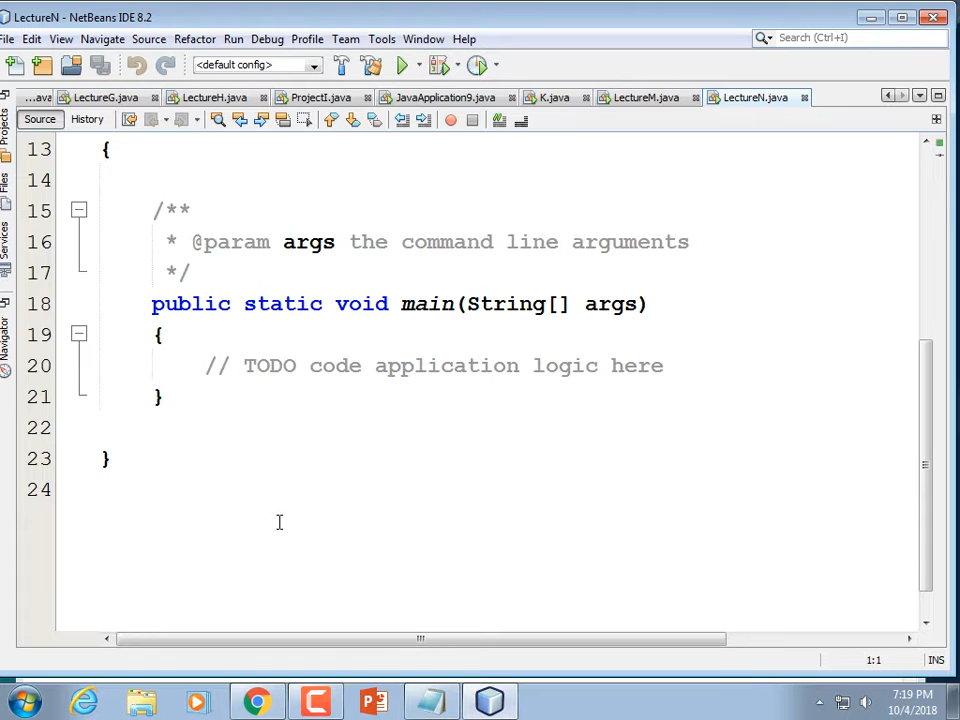 LectureN - NetBeans IDE 8.2
File Edit View Navigate Source Refactor Run Debug Profile Team Tools Window Help
Search (Ctrl+I)
<default config>
...ava LectureG.java LectureH.java ProjectI.java JavaApplication9.java K.java LectureM.java LectureN.java
Source History
Projects
Files
Services
Navigator
13 {
14
15 /**
16 * @param args the command line arguments
17 */
18 public static void main(String[] args)
19 {
20 // TODO code application logic here
21 }
22
23 }
24
1:1 INS
7:19 PM
10/4/2018